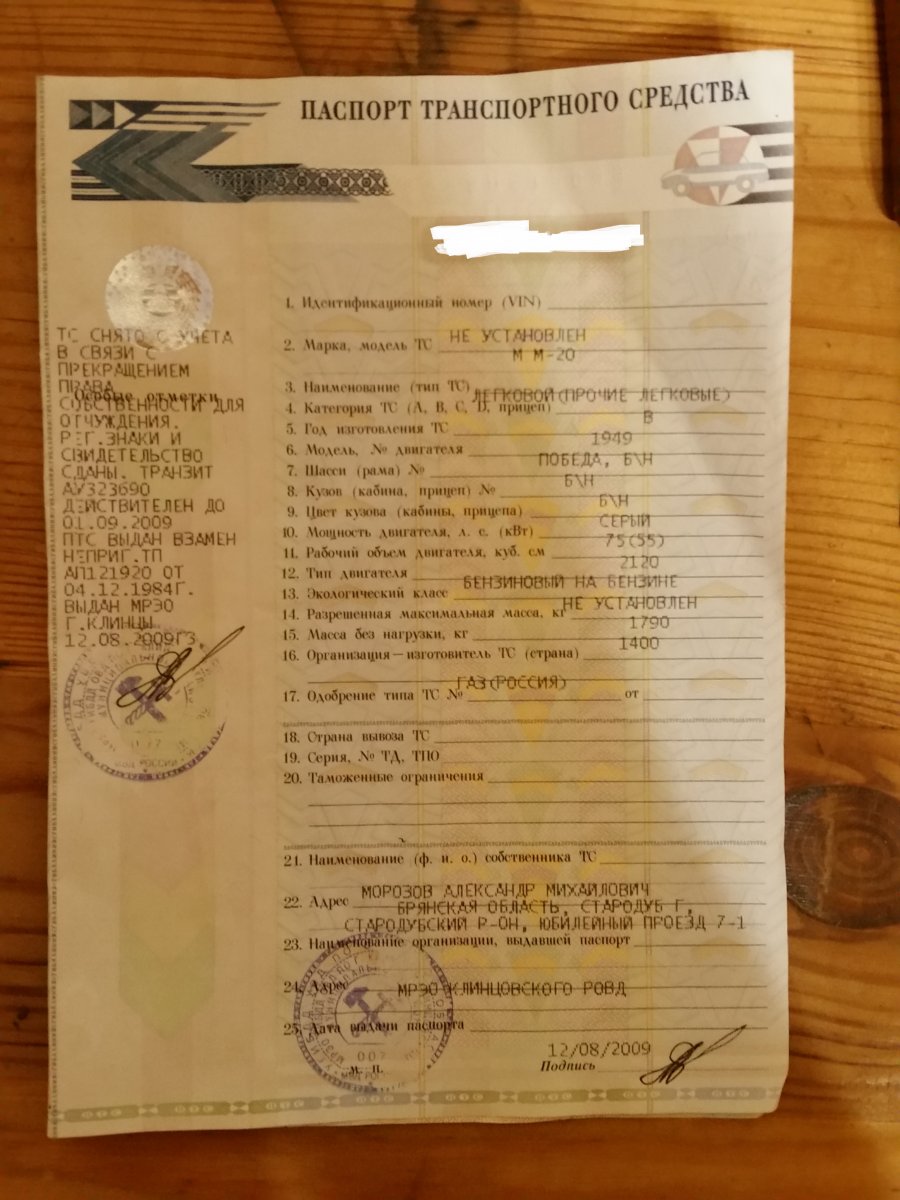 ПАСПОРТ ТРАНСПОРТНОГО СРЕДСТВА
ТС СНЯТО С УЧЕТА
В СВЯЗИ С
ПРЕКРАЩЕНИЕМ
ПРАВА
Особые отметки
СОБСТВЕННОСТИ ДЛЯ
ОТЧУЖДЕНИЯ.
РЕГ.ЗНАКИ И
СВИДЕТЕЛЬСТВО
СДАНЫ. ТРАНЗИТ
АУ323690
ДЕЙСТВИТЕЛЕН ДО
01.09.2009
ПТС ВЫДАН ВЗАМЕН
НЕПРИГ.ТП
АП121920 ОТ
04.12.1984Г.
ВЫДАН МРЭО
Г.КЛИНЦЫ
12.08.2009ГЗ
1. Идентификационный номер (VIN)
НЕ УСТАНОВЛЕН
2. Марка, модель ТС
М М-20
3. Наименование (тип ТС)
ЛЕГКОВОЙ(ПРОЧИЕ ЛЕГКОВЫЕ)
4. Категория ТС (А, В, С, D, прицеп)
В
5. Год изготовления ТС
1949
6. Модель, № двигателя
ПОБЕДА, Б\Н
7. Шасси (рама) №
Б\Н
8. Кузов (кабина, прицеп) №
Б\Н
9. Цвет кузова (кабины, прицепа)
СЕРЫЙ
10. Мощность двигателя, л. с. (кВт)
75(55)
11. Рабочий объем двигателя, куб. см
2120
12. Тип двигателя
БЕНЗИНОВЫЙ НА БЕНЗИНЕ
13. Экологический класс
НЕ УСТАНОВЛЕН
14. Разрешенная максимальная масса, кг
1790
15. Масса без нагрузки, кг
1400
16. Организация—изготовитель ТС (страна)
ГАЗ(РОССИЯ)
17. Одобрение типа ТС № от
18. Страна вывоза ТС
19. Серия, № ТД, ТПО
20. Таможенные ограничения
21. Наименование (ф. и. о.) собственника ТС
МОРОЗОВ АЛЕКСАНДР МИХАЙЛОВИЧ
22. Адрес
БРЯНСКАЯ ОБЛАСТЬ, СТАРОДУБ Г,
СТАРОДУБСКИЙ Р-ОН, ЮБИЛЕЙНЫЙ ПРОЕЗД 7-1
23. Наименование организации, выдавшей паспорт
МРЭО КЛИНЦОВСКОГО РОВД
24. Адрес
25. Дата выдачи паспорта
12/08/2009
007
М. П.
Подпись